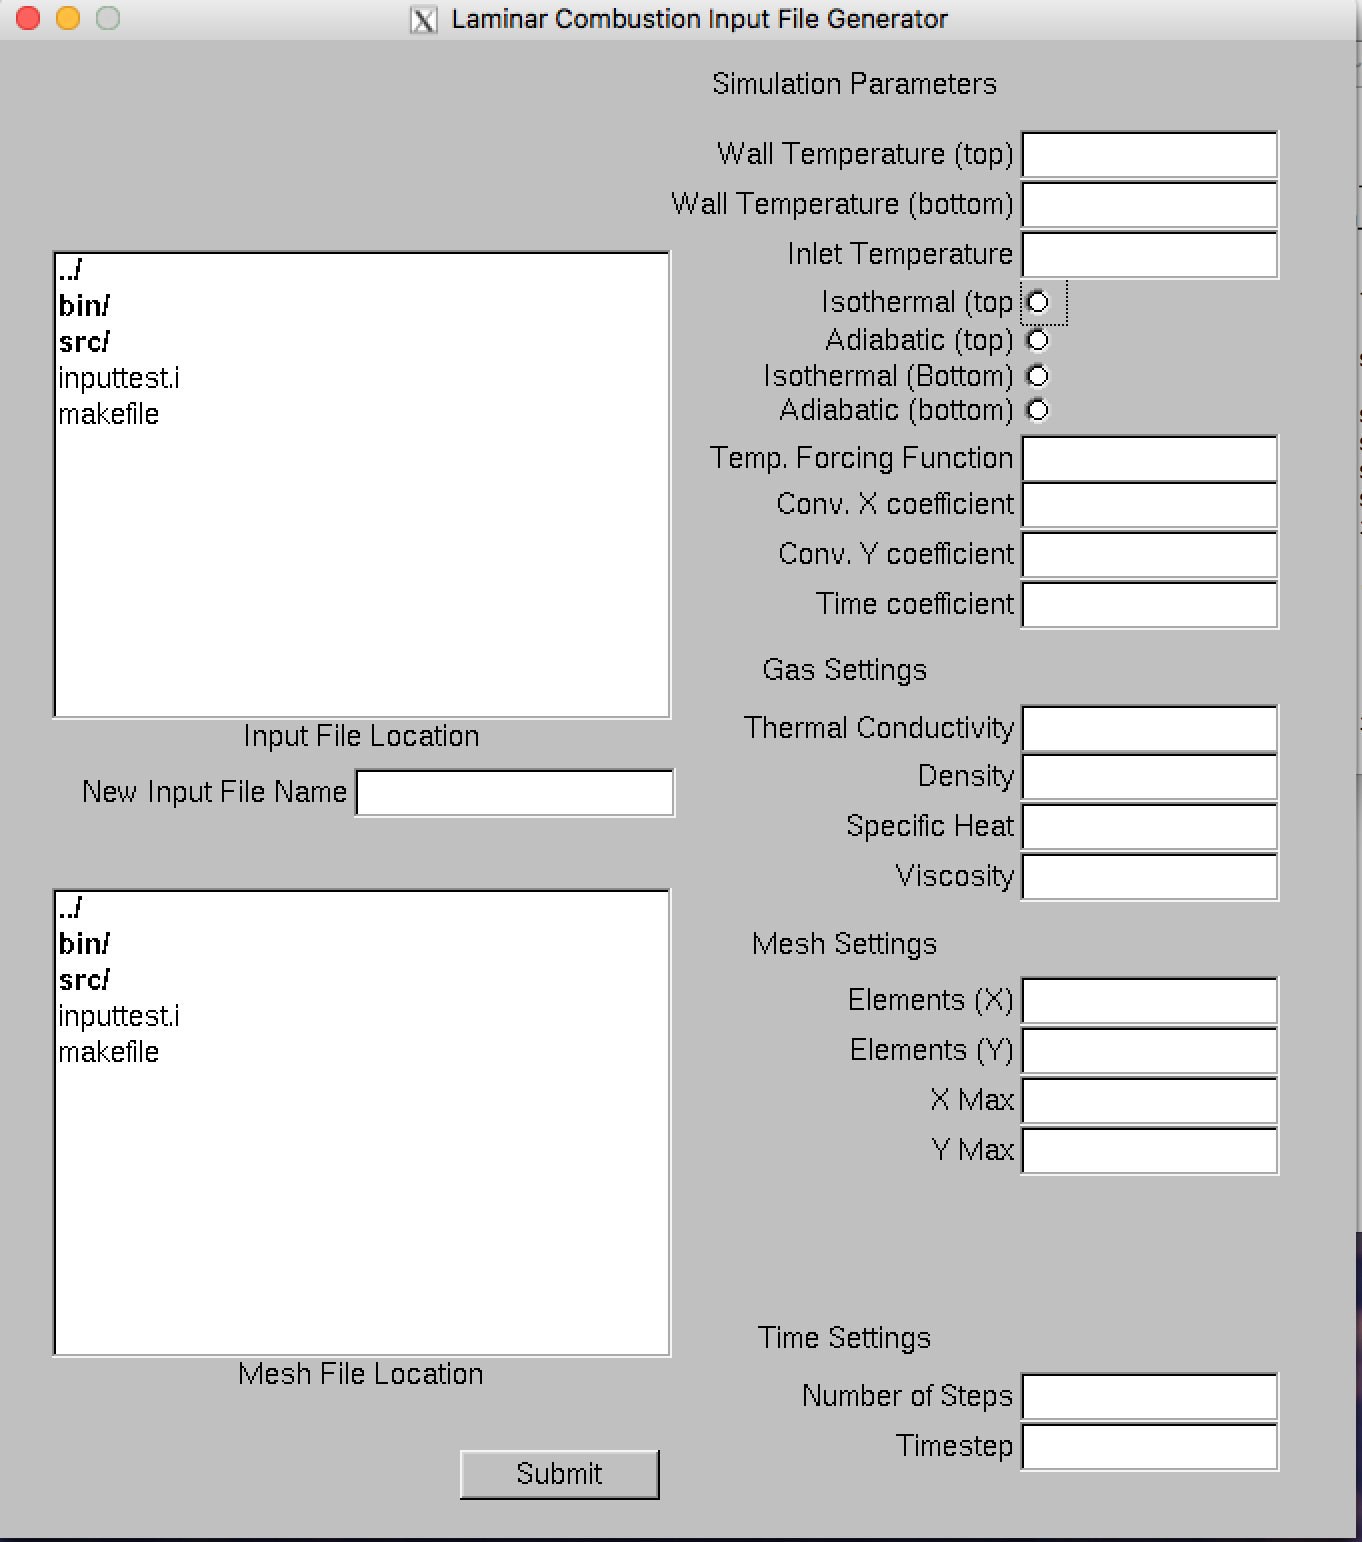 Laminar Combustion Input File Generator
../
bin/
src/
inputtest.i
makefile
Input File Location
New Input File Name
../
bin/
src/
inputtest.i
makefile
Mesh File Location
Submit
Simulation Parameters
Wall Temperature (top)
Wall Temperature (bottom)
Inlet Temperature
Isothermal (top
Adiabatic (top)
Isothermal (Bottom)
Adiabatic (bottom)
Temp. Forcing Function
Conv. X coefficient
Conv. Y coefficient
Time coefficient
Gas Settings
Thermal Conductivity
Density
Specific Heat
Viscosity
Mesh Settings
Elements (X)
Elements (Y)
X Max
Y Max
Time Settings
Number of Steps
Timestep